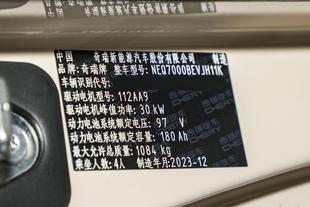 中国 奇瑞新能源汽车股份有限公司 制造
品牌: 奇瑞牌 整车型号: NEQ7000BEVJH11K
车辆识别代号:
驱动电机型号: 112AA9
驱动电机峰值功率: 30 kW
动力电池系统额定电压: 97 V
动力电池系统额定容量: 180 Ah
最大允许总质量: 1084 kg
乘坐人数: 4人 制造年月: 2023-12